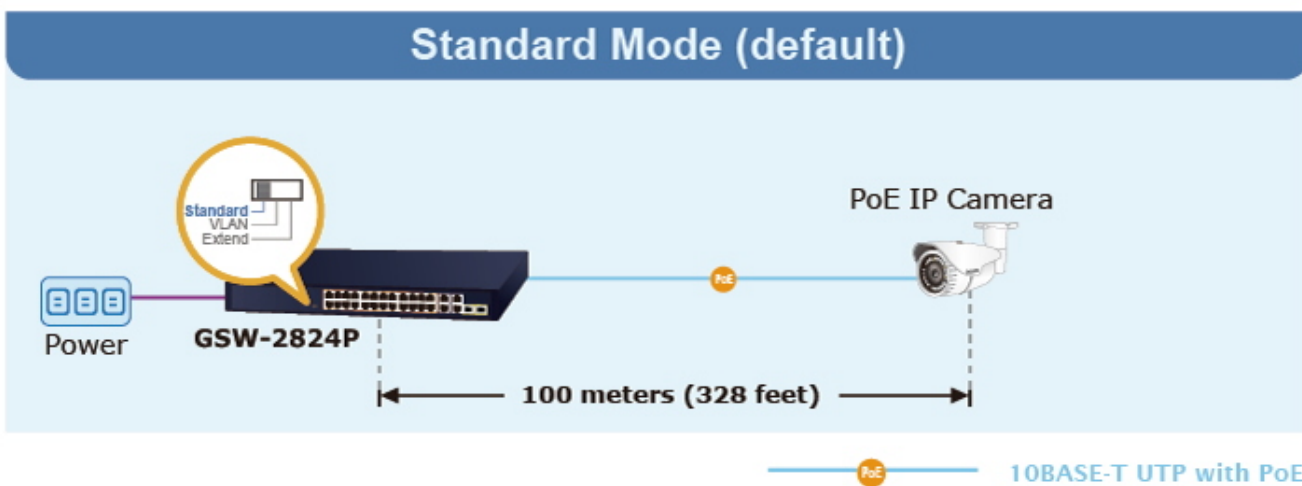 Standard Mode (default)
Standard
VLAN
Extend
PoE IP Camera
PoE
Power
GSW-2824P
100 meters (328 feet)
PoE
10BASE-T UTP with PoE